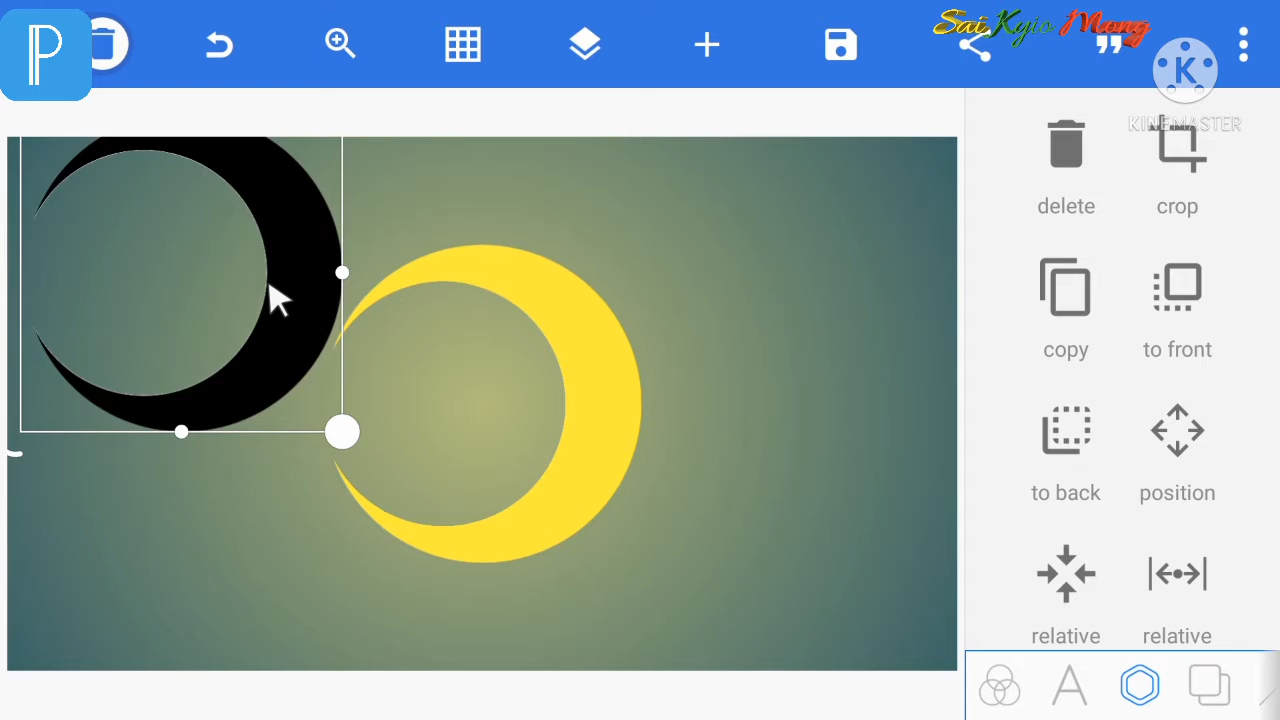 Sai Kyio Mong
KINEMASTER
delete crop
copy to front
to back position
relative relative